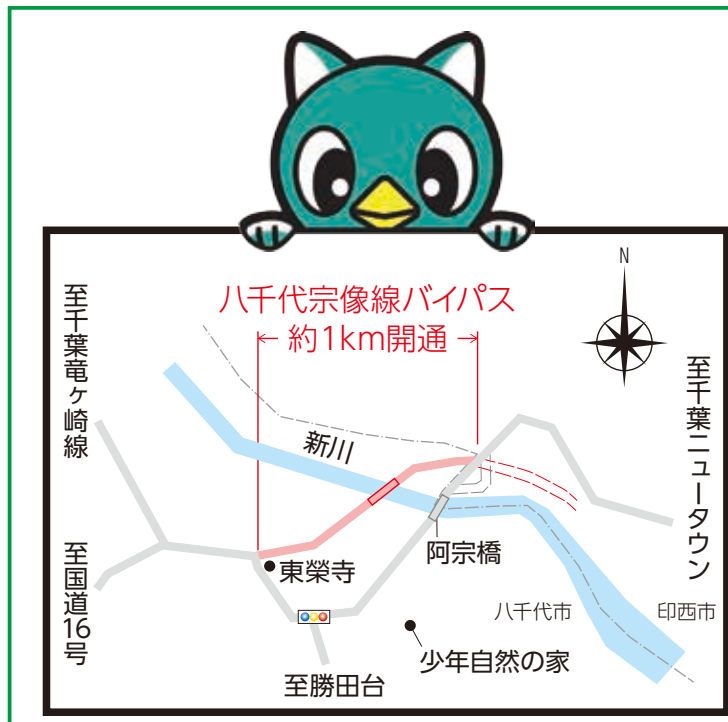 N
八千代宗像線バイパス
約1km開通
至千葉竜ヶ崎線
至千葉ニュータウン
新川
阿宗橋
東榮寺
至国道16号
八千代市
印西市
少年自然の家
至勝田台